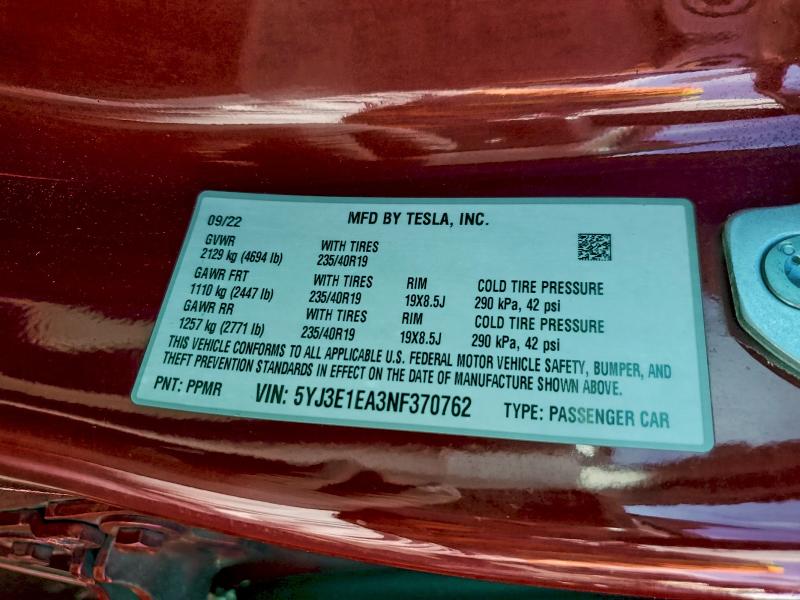 09/22 MFD BY TESLA, INC.
GVWR WITH TIRES
2129 kg (4694 lb) 235/40R19
GAWR FRT WITH TIRES RIM COLD TIRE PRESSURE
1110 kg (2447 lb) 235/40R19 19X8.5J 290 kPa, 42 psi
GAWR RR WITH TIRES RIM COLD TIRE PRESSURE
1257 kg (2771 lb) 235/40R19 19X8.5J 290 kPa, 42 psi
THIS VEHICLE CONFORMS TO ALL APPLICABLE U.S. FEDERAL MOTOR VEHICLE SAFETY, BUMPER, AND
THEFT PREVENTION STANDARDS IN EFFECT ON THE DATE OF MANUFACTURE SHOWN ABOVE.
PNT: PPMR VIN: 5YJ3E1EA3NF370762 TYPE: PASSENGER CAR